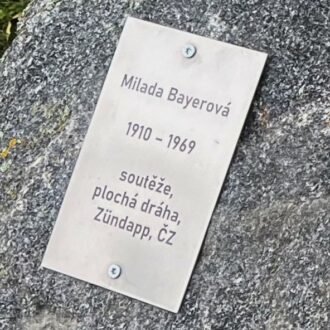 Milada Bayerová
1910 – 1969
soutěže,
plochá dráha,
Zündapp, ČZ